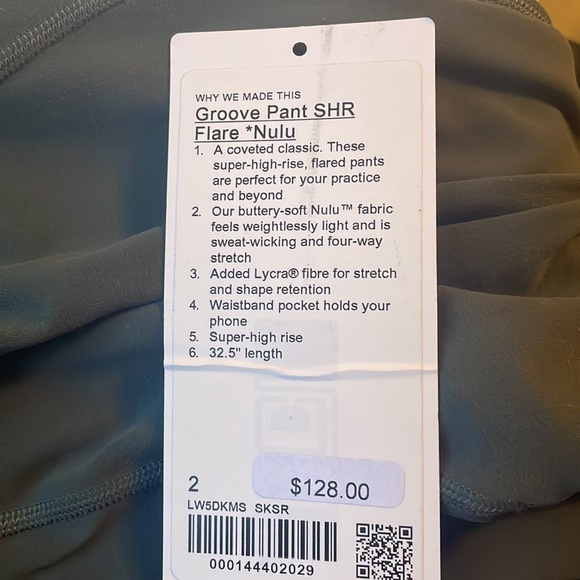 WHY WE MADE THIS
Groove Pant SHR
Flare *Nulu
1. A coveted classic. These
super-high-rise, flared pants
are perfect for your practice
and beyond
2. Our buttery-soft Nulu™ fabric
feels weightlessly light and is
sweat-wicking and four-way
stretch
3. Added Lycra® fibre for stretch
and shape retention
4. Waistband pocket holds your
phone
5. Super-high rise
6. 32.5" length
2
$128.00
LW5DKMS SKSR
000144402029